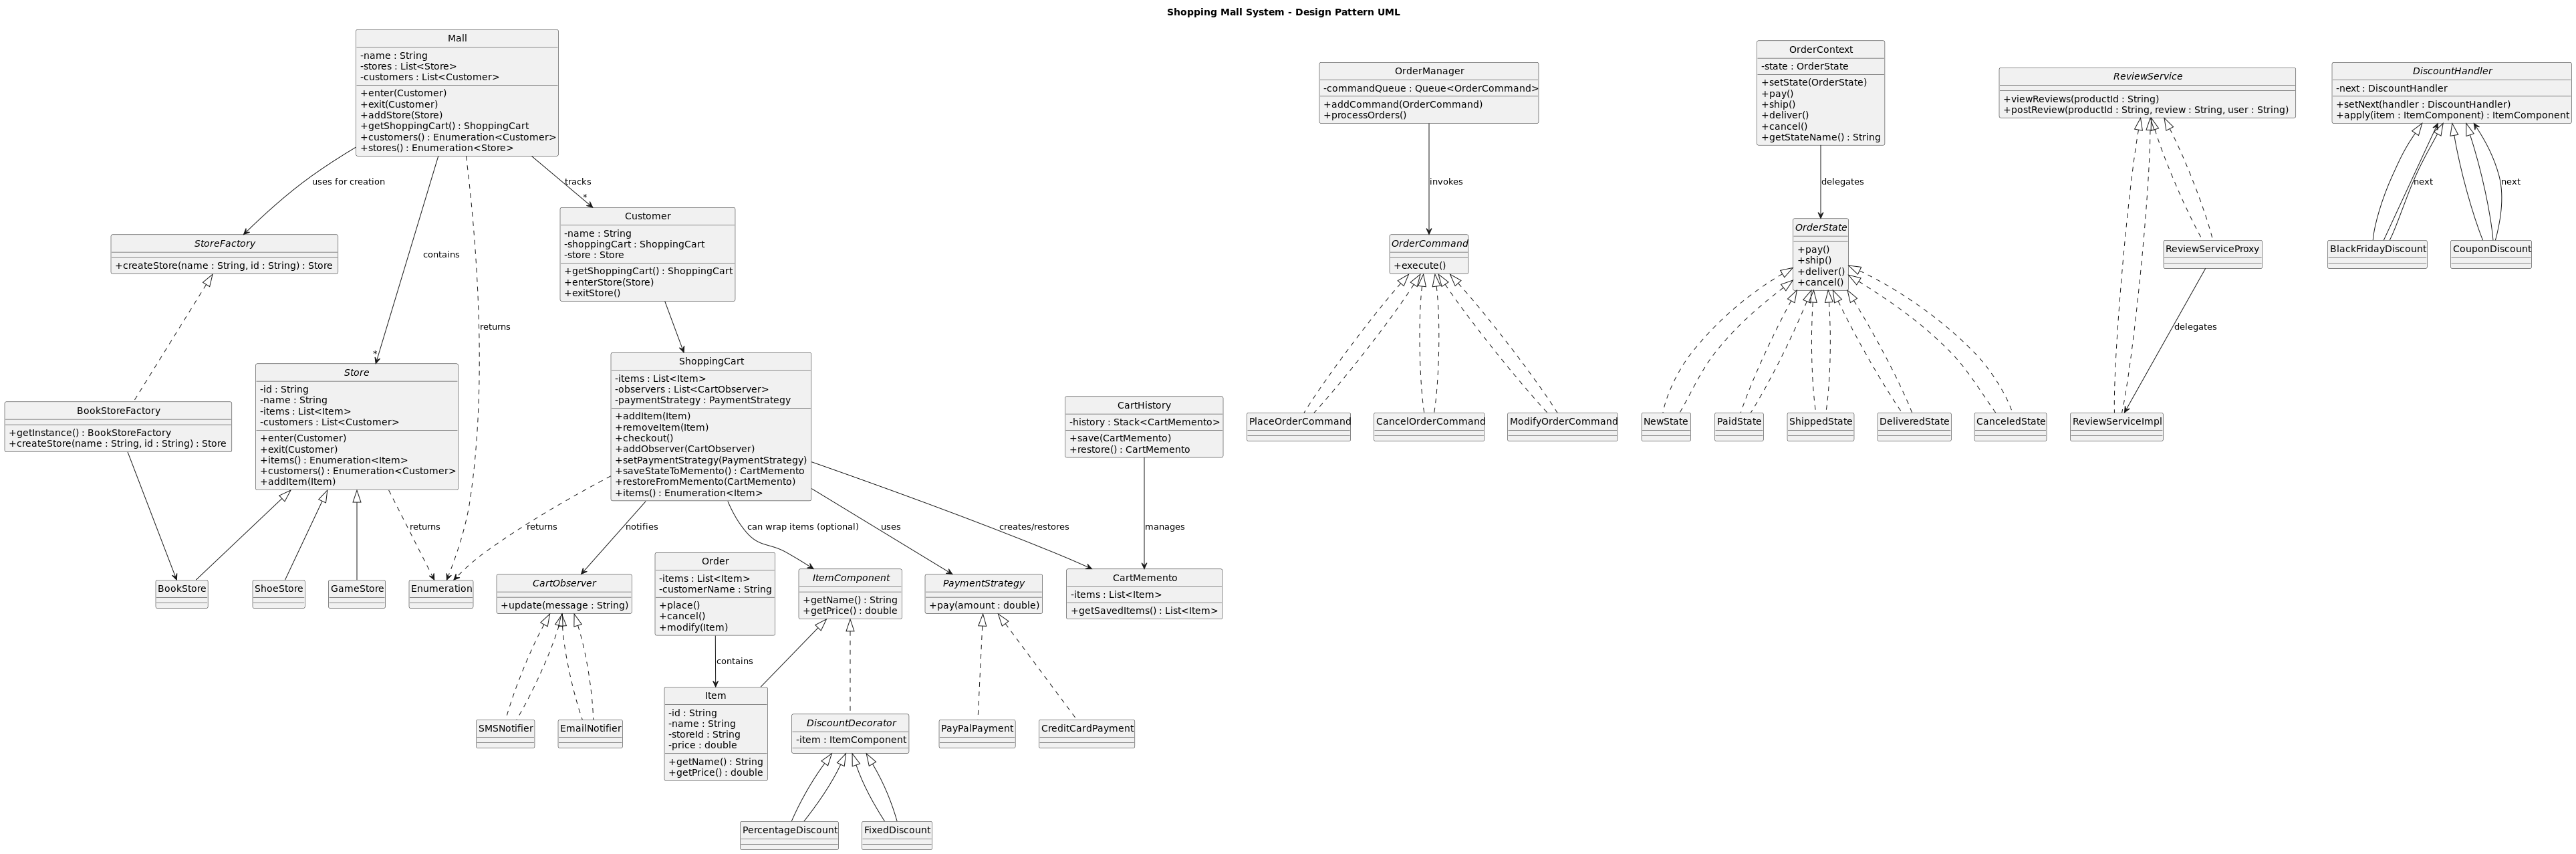 Shopping Mall System - Design Pattern UML
Mall
-name : String
-stores : List<Store>
-customers : List<Customer>
+enter(Customer)
+exit(Customer)
+addStore(Store)
+getShoppingCart() : ShoppingCart
+customers() : Enumeration<Customer>
+stores() : Enumeration<Store>
OrderManager
-commandQueue : Queue<OrderCommand>
+addCommand(OrderCommand)
+processOrders()
OrderContext
-state : OrderState
+setState(OrderState)
+pay()
+ship()
+deliver()
+cancel()
+getStateName() : String
ReviewService
+viewReviews(productId : String)
+postReview(productId : String, review : String, user : String)
DiscountHandler
-next : DiscountHandler
+setNext(handler : DiscountHandler)
+apply(item : ItemComponent) : ItemComponent
uses for creation
tracks
*
invokes
delegates
next
next
StoreFactory
+createStore(name : String, id : String) : Store
contains
*
returns
Customer
-name : String
-shoppingCart : ShoppingCart
-store : Store
+getShoppingCart() : ShoppingCart
+enterStore(Store)
+exitStore()
OrderCommand
+execute()
OrderState
+pay()
+ship()
+deliver()
+cancel()
ReviewServiceProxy
BlackFridayDiscount
CouponDiscount
delegates
BookStoreFactory
+getInstance() : BookStoreFactory
+createStore(name : String, id : String) : Store
Store
-id : String
-name : String
-items : List<Item>
-customers : List<Customer>
+enter(Customer)
+exit(Customer)
+items() : Enumeration<Item>
+customers() : Enumeration<Customer>
+addItem(Item)
ShoppingCart
-items : List<Item>
-observers : List<CartObserver>
-paymentStrategy : PaymentStrategy
+addItem(Item)
+removeItem(Item)
+checkout()
+addObserver(CartObserver)
+setPaymentStrategy(PaymentStrategy)
+saveStateToMemento() : CartMemento
+restoreFromMemento(CartMemento)
+items() : Enumeration<Item>
CartHistory
-history : Stack<CartMemento>
+save(CartMemento)
+restore() : CartMemento
PlaceOrderCommand
CancelOrderCommand
ModifyOrderCommand
NewState
PaidState
ShippedState
DeliveredState
CanceledState
ReviewServiceImpl
returns
returns
notifies
can wrap items (optional)
uses
creates/restores
manages
BookStore
ShoeStore
GameStore
Enumeration
CartObserver
+update(message : String)
Order
-items : List<Item>
-customerName : String
+place()
+cancel()
+modify(Item)
ItemComponent
+getName() : String
+getPrice() : double
PaymentStrategy
+pay(amount : double)
CartMemento
-items : List<Item>
+getSavedItems() : List<Item>
contains
SMSNotifier
EmailNotifier
Item
-id : String
-name : String
-storeId : String
-price : double
+getName() : String
+getPrice() : double
DiscountDecorator
-item : ItemComponent
PayPalPayment
CreditCardPayment
PercentageDiscount
FixedDiscount